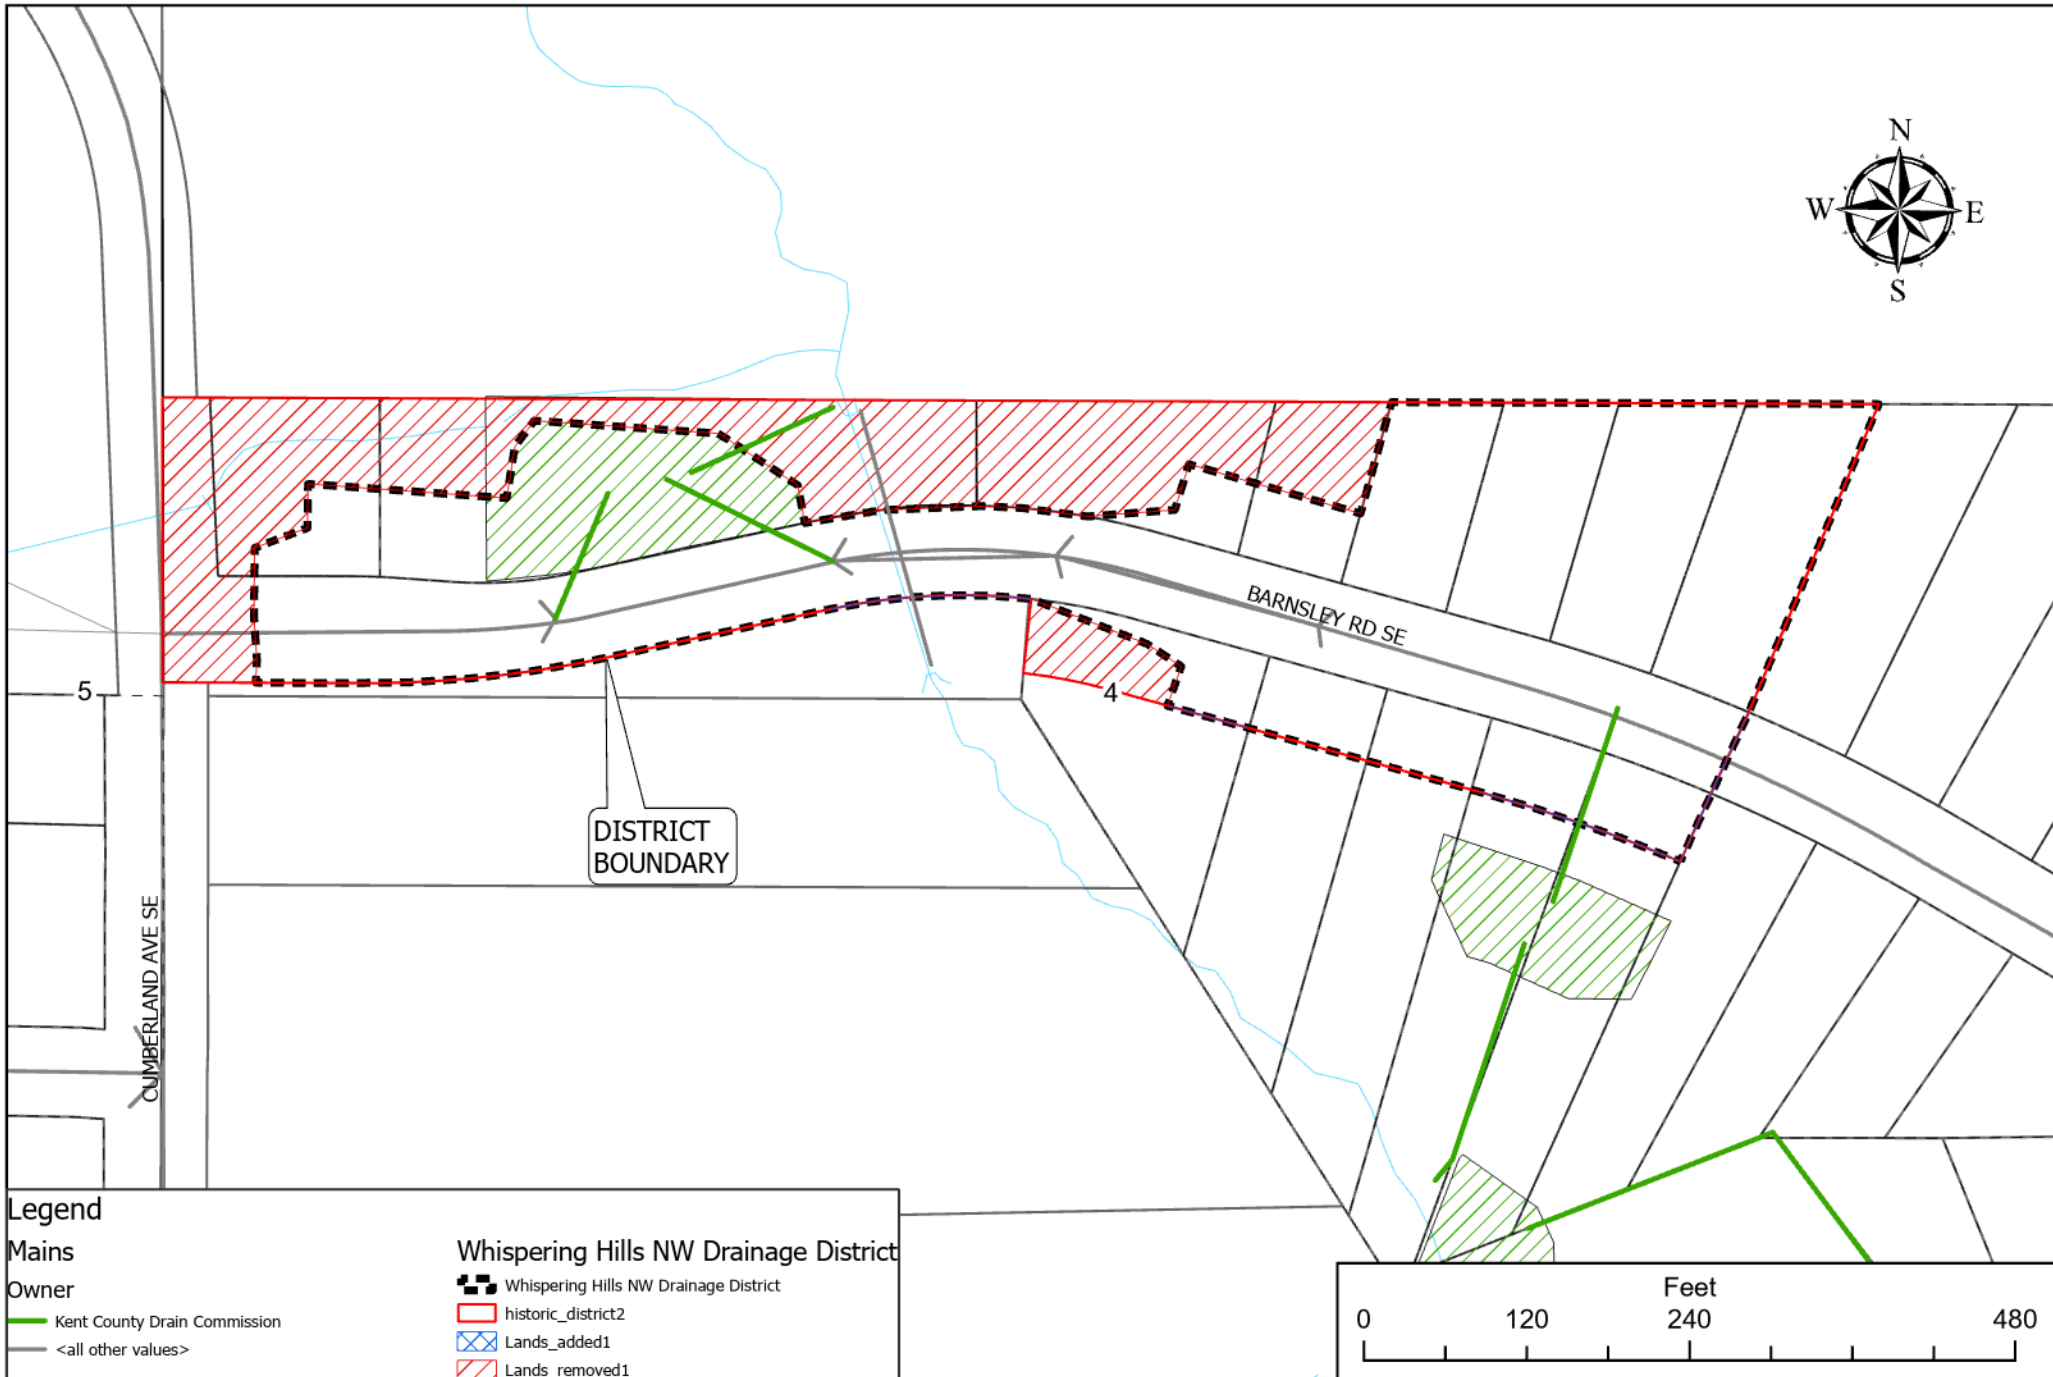 N
W
E
S
BARNSLEY RD SE
5
4
DISTRICT
BOUNDARY
CUMBERLAND AVE SE
Legend
Mains
Owner
Kent County Drain Commission
<all other values>
Whispering Hills NW Drainage District
Whispering Hills NW Drainage District
historic_district2
Lands_added1
Lands_removed1
Feet
0 120 240 480